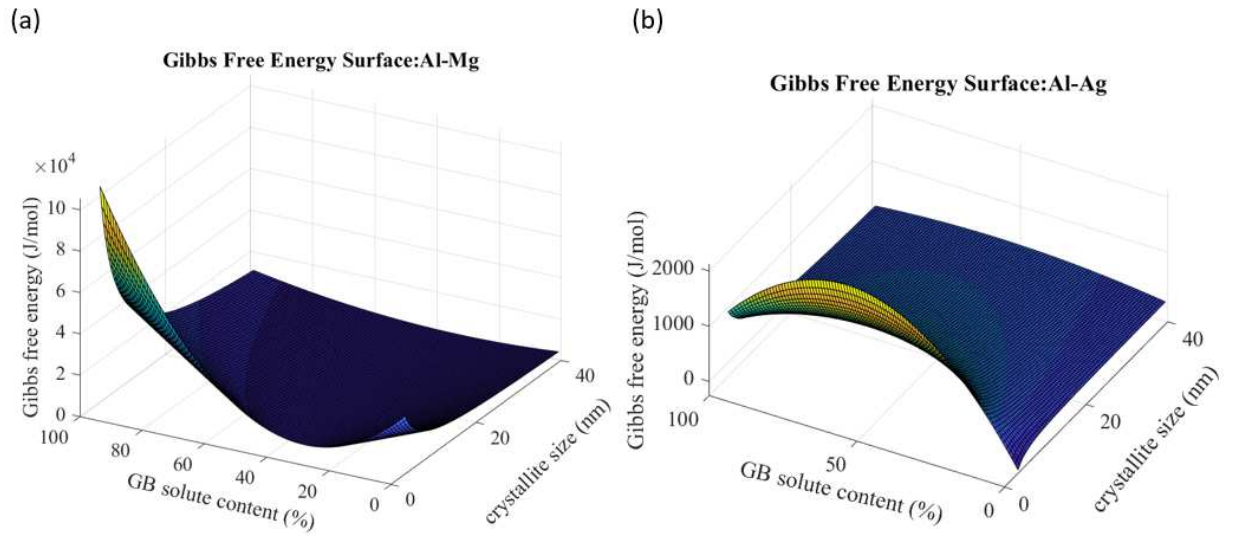 (a)
Gibbs Free Energy Surface:Al-Mg
×10⁴
10
8
6
4
2
0
Gibbs free energy (J/mol)
100
80
60
40
20
0
GB solute content (%)
0
20
40
crystallite size (nm)
(b)
Gibbs Free Energy Surface:Al-Ag
2000
1000
0
Gibbs free energy (J/mol)
100
50
0
GB solute content (%)
0
20
40
crystallite size (nm)